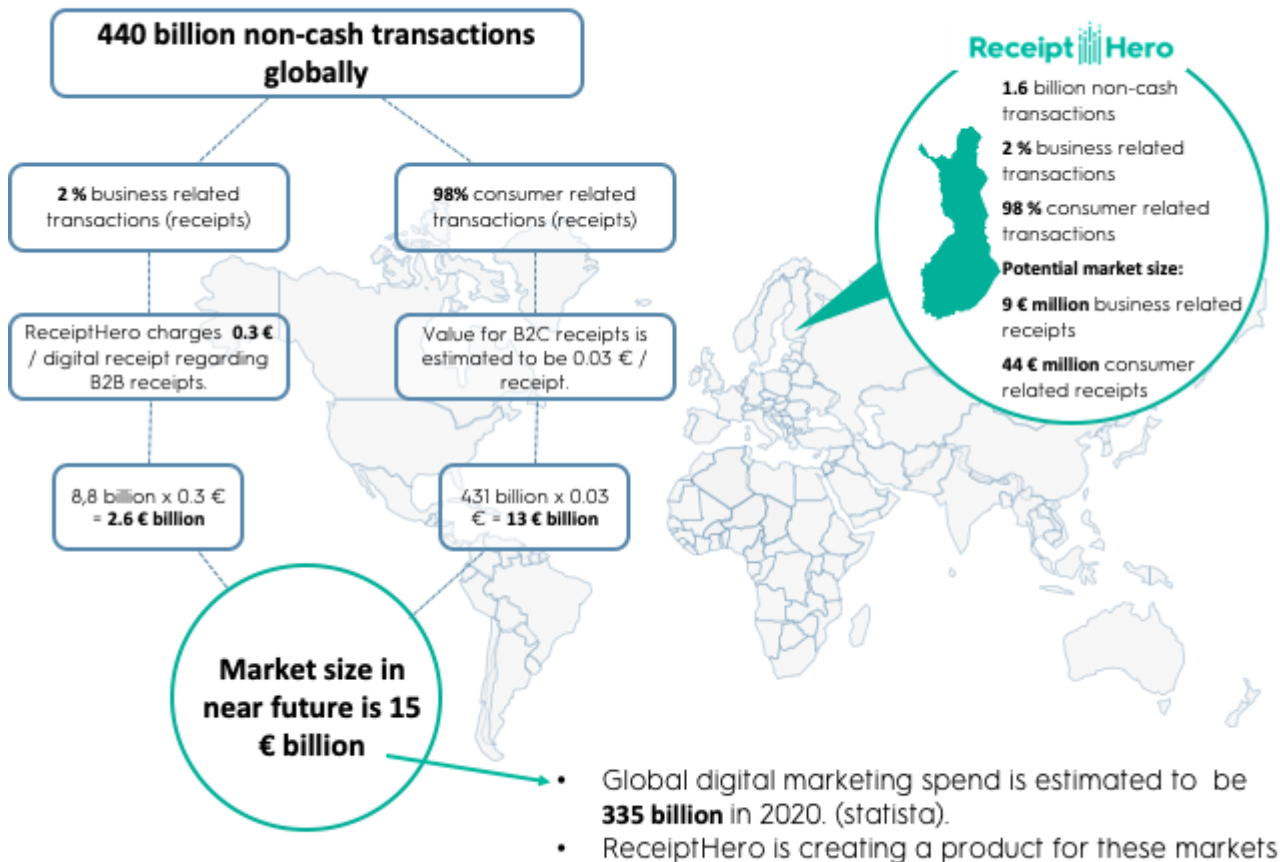 440 billion non-cash transactions
globally
2 % business related
transactions (receipts)
98% consumer related
transactions (receipts)
ReceiptHero charges 0.3 €
/ digital receipt regarding
B2B receipts.
Value for B2C receipts is
estimated to be 0.03 € /
receipt.
8,8 billion x 0.3 €
= 2.6 € billion
431 billion x 0.03
€ = 13 € billion
Market size in
near future is 15
€ billion
Receipt Hero
1.6 billion non-cash
transactions
2 % business related
transactions
98 % consumer related
transactions
Potential market size:
9 € million business related
receipts
44 € million consumer
related receipts
• Global digital marketing spend is estimated to be
335 billion in 2020. (statista).
• ReceiptHero is creating a product for these markets